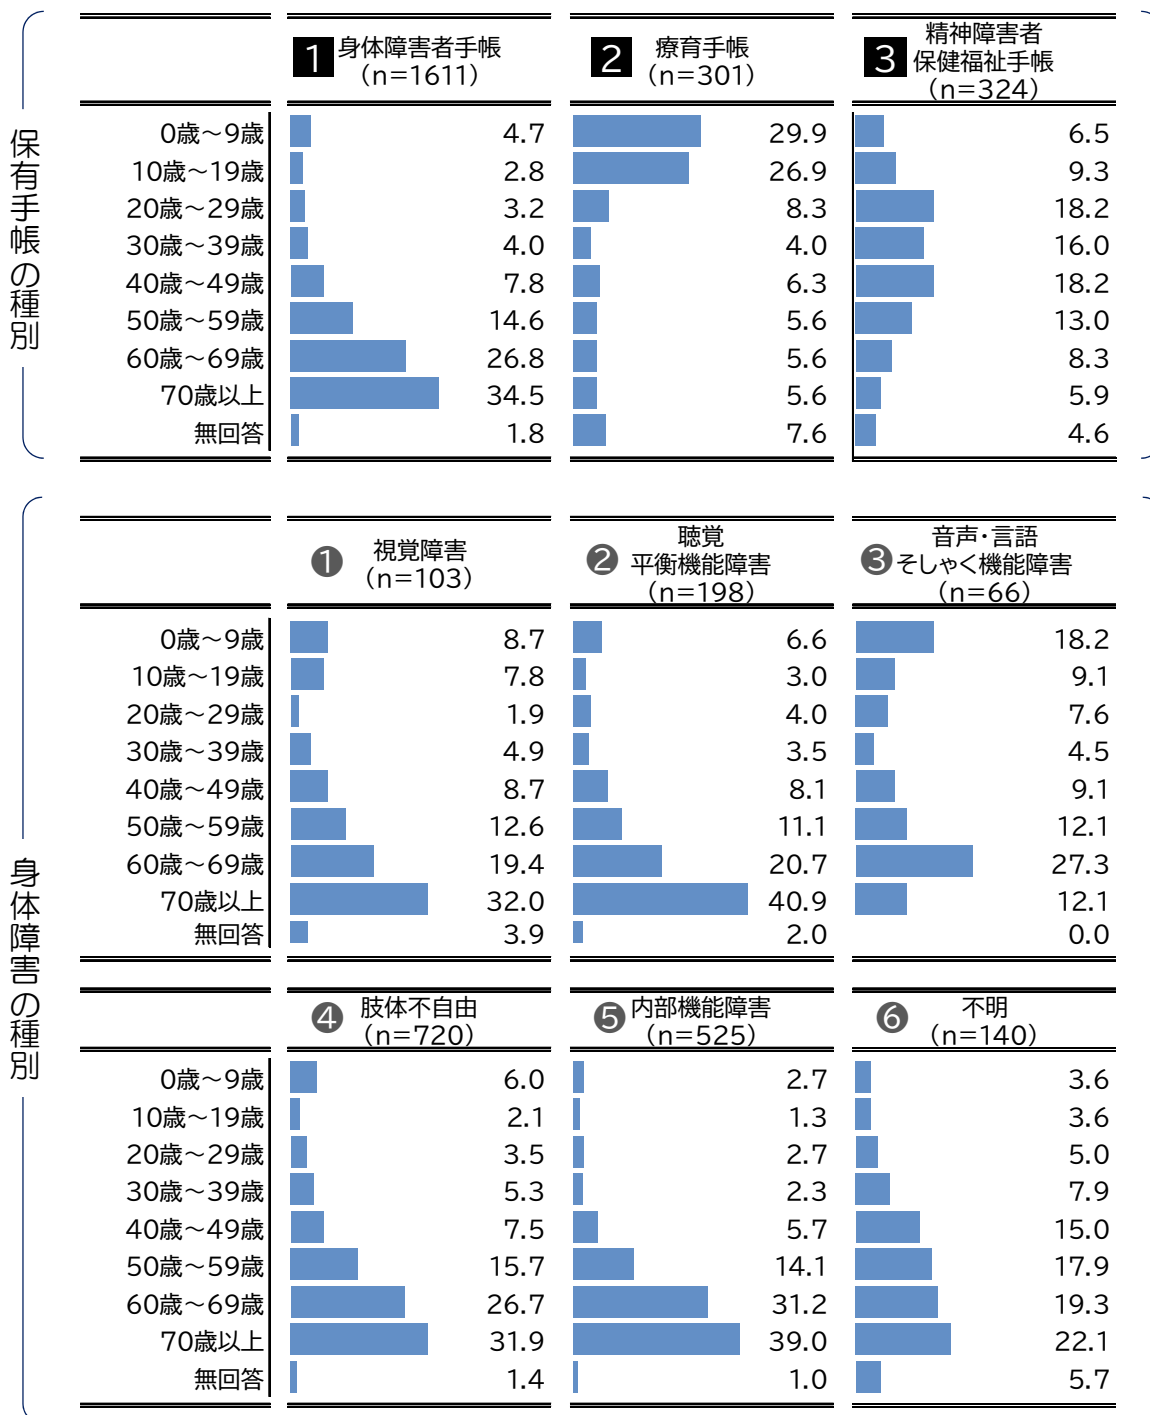 保有手帳の種別
1 身体障害者手帳
（n=1611）
2 療育手帳
（n=301）
3 精神障害者
保健福祉手帳
（n=324）
0歳～9歳 4.7 29.9 6.5
10歳～19歳 2.8 26.9 9.3
20歳～29歳 3.2 8.3 18.2
30歳～39歳 4.0 4.0 16.0
40歳～49歳 7.8 6.3 18.2
50歳～59歳 14.6 5.6 13.0
60歳～69歳 26.8 5.6 8.3
70歳以上 34.5 5.6 5.9
無回答 1.8 7.6 4.6
身体障害の種別
❶ 視覚障害
（n=103）
❷ 聴覚
平衡機能障害
（n=198）
❸ 音声・言語
そしゃく機能障害
（n=66）
0歳～9歳 8.7 6.6 18.2
10歳～19歳 7.8 3.0 9.1
20歳～29歳 1.9 4.0 7.6
30歳～39歳 4.9 3.5 4.5
40歳～49歳 8.7 8.1 9.1
50歳～59歳 12.6 11.1 12.1
60歳～69歳 19.4 20.7 27.3
70歳以上 32.0 40.9 12.1
無回答 3.9 2.0 0.0
❹ 肢体不自由
（n=720）
❺ 内部機能障害
（n=525）
❻ 不明
（n=140）
0歳～9歳 6.0 2.7 3.6
10歳～19歳 2.1 1.3 3.6
20歳～29歳 3.5 2.7 5.0
30歳～39歳 5.3 2.3 7.9
40歳～49歳 7.5 5.7 15.0
50歳～59歳 15.7 14.1 17.9
60歳～69歳 26.7 31.2 19.3
70歳以上 31.9 39.0 22.1
無回答 1.4 1.0 5.7